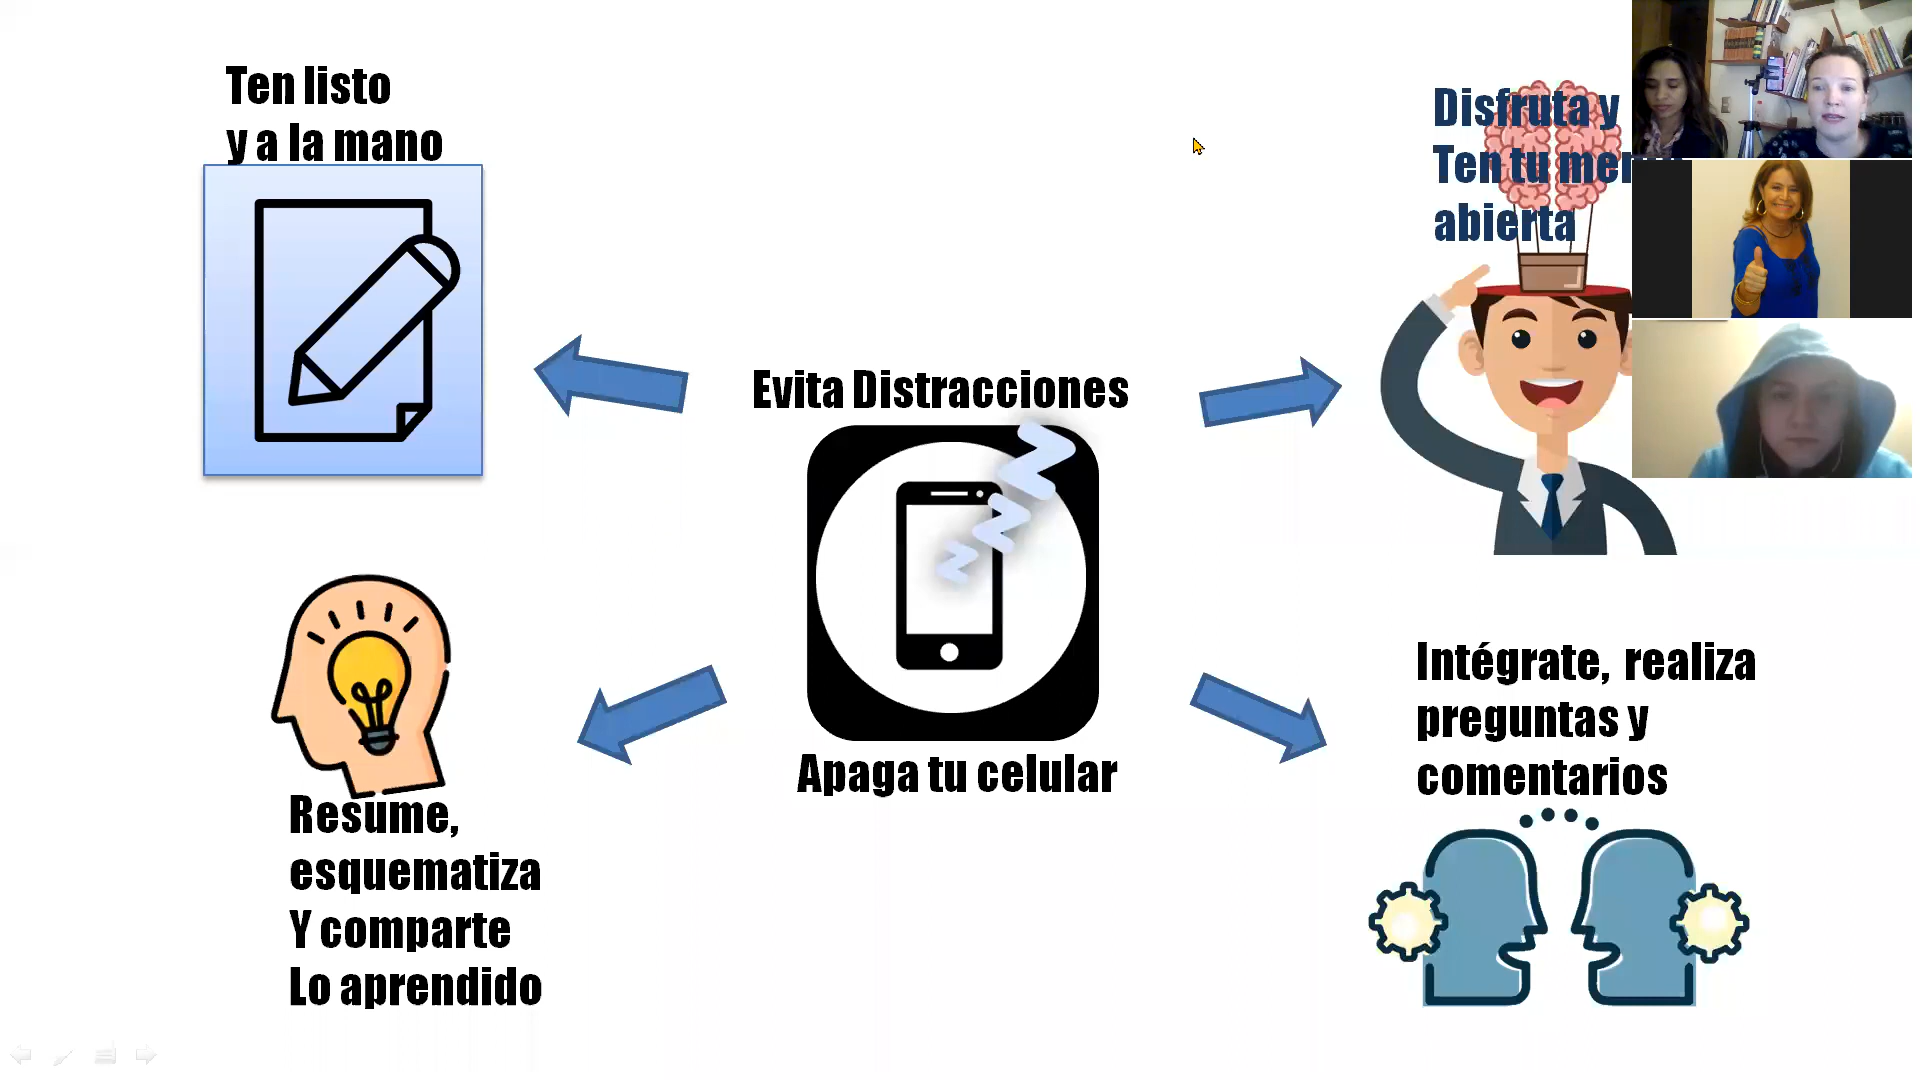 Ten listo
y a la mano
Disfruta y
Ten tu
abierta
Evita Distracciones
Apaga tu celular
Resume,
esquematiza
Y comparte
Lo aprendido
Intégrate, realiza
preguntas y
comentarios